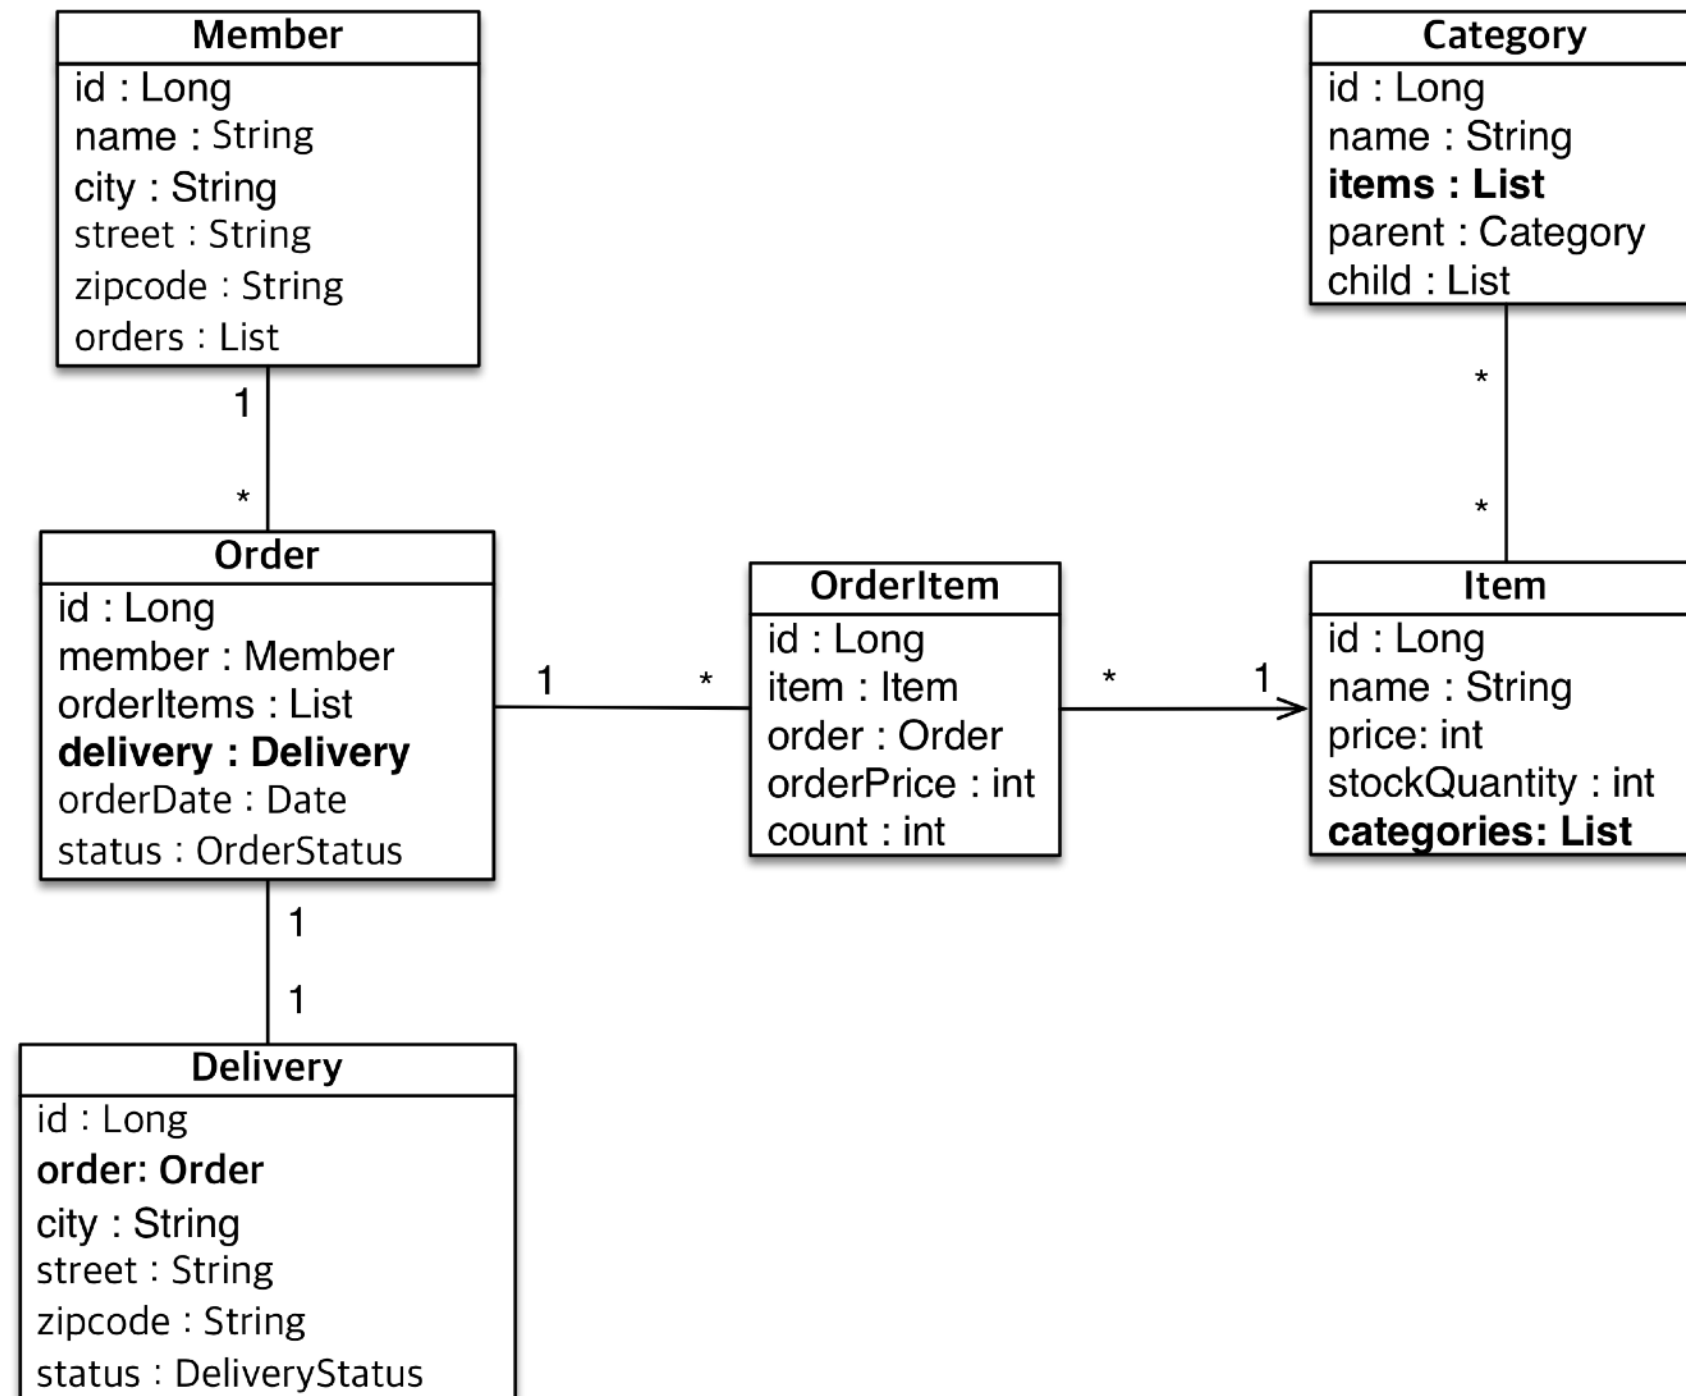 Member
id : Long
name : String
city : String
street : String
zipcode : String
orders : List
1
*
Order
id : Long
member : Member
orderItems : List
delivery : Delivery
orderDate : Date
status : OrderStatus
1
*
OrderItem
id : Long
item : Item
order : Order
orderPrice : int
count : int
*
1
Category
id : Long
name : String
items : List
parent : Category
child : List
*
*
Item
id : Long
name : String
price: int
stockQuantity : int
categories: List
1
1
Delivery
id : Long
order: Order
city : String
street : String
zipcode : String
status : DeliveryStatus